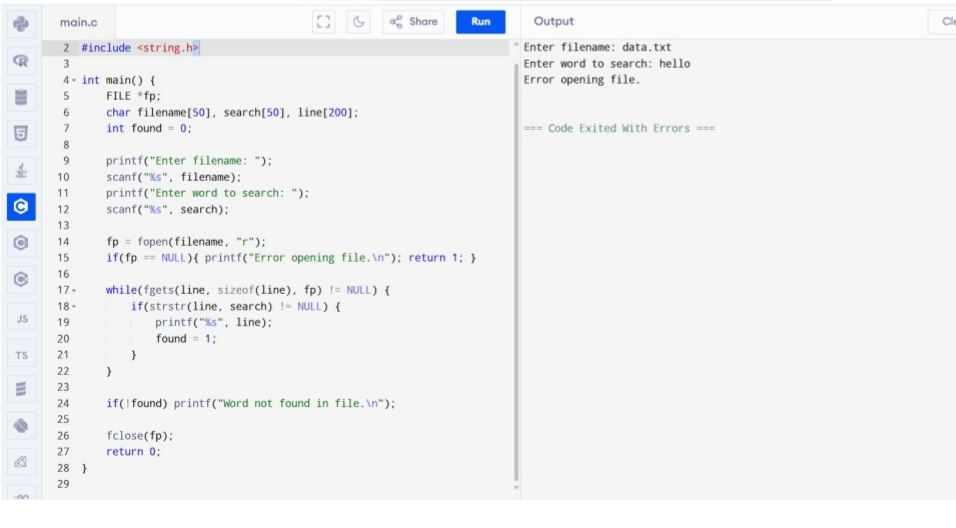 main.c
Share
Run
Output
Cle
2 #include <string.h>
3
4 int main() {
5     FILE *fp;
6     char filename[50], search[50], line[200];
7     int found = 0;
8
9     printf("Enter filename: ");
10     scanf("%s", filename);
11     printf("Enter word to search: ");
12     scanf("%s", search);
13
14     fp = fopen(filename, "r");
15     if(fp == NULL){ printf("Error opening file.\n"); return 1; }
16
17     while(fgets(line, sizeof(line), fp) != NULL) {
18         if(strstr(line, search) != NULL) {
19             printf("%s", line);
20             found = 1;
21         }
22     }
23
24     if(!found) printf("Word not found in file.\n");
25
26     fclose(fp);
27     return 0;
28 }
29
Enter filename: data.txt
Enter word to search: hello
Error opening file.
=== Code Exited With Errors ===
R
5
C
C
C
JS
TS